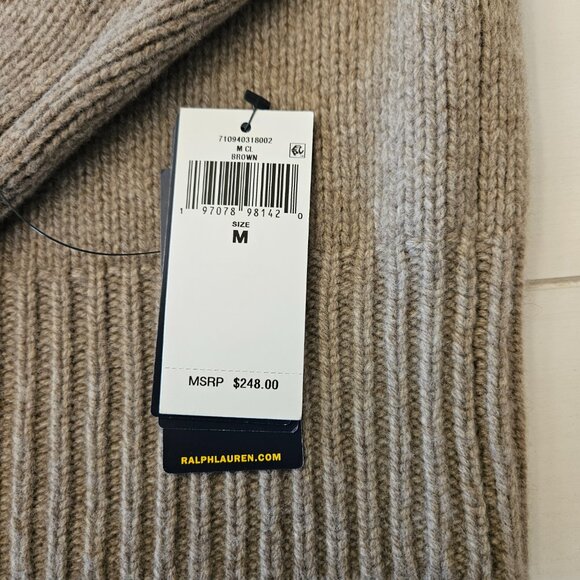 710940318002
M CL
BROWN
1 97078 98142 0
SIZE
M
MSRP $248.00
RALPHLAUREN.COM